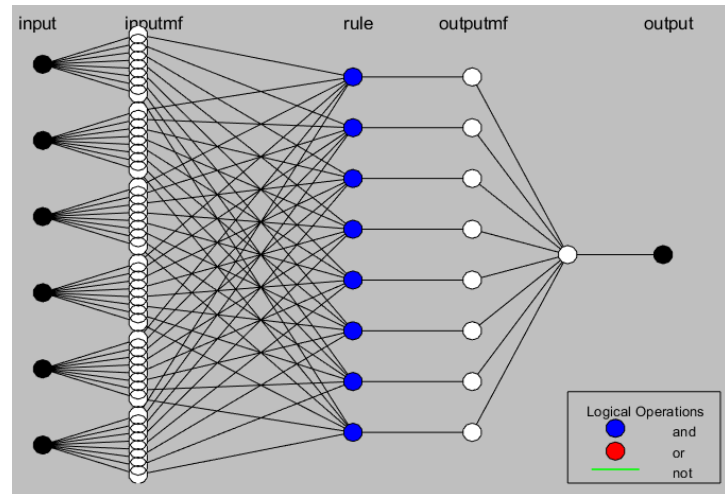 input inputmf rule outputmf output
Logical Operations
and
or
not